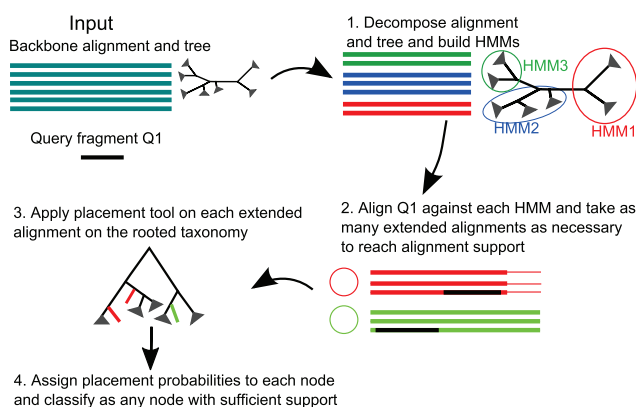 Input
Backbone alignment and tree
Query fragment Q1
1. Decompose alignment
and tree and build HMMs
HMM3
HMM2
HMM1
2. Align Q1 against each HMM and take as
many extended alignments as necessary
to reach alignment support
3. Apply placement tool on each extended
alignment on the rooted taxonomy
4. Assign placement probabilities to each node
and classify as any node with sufficient support